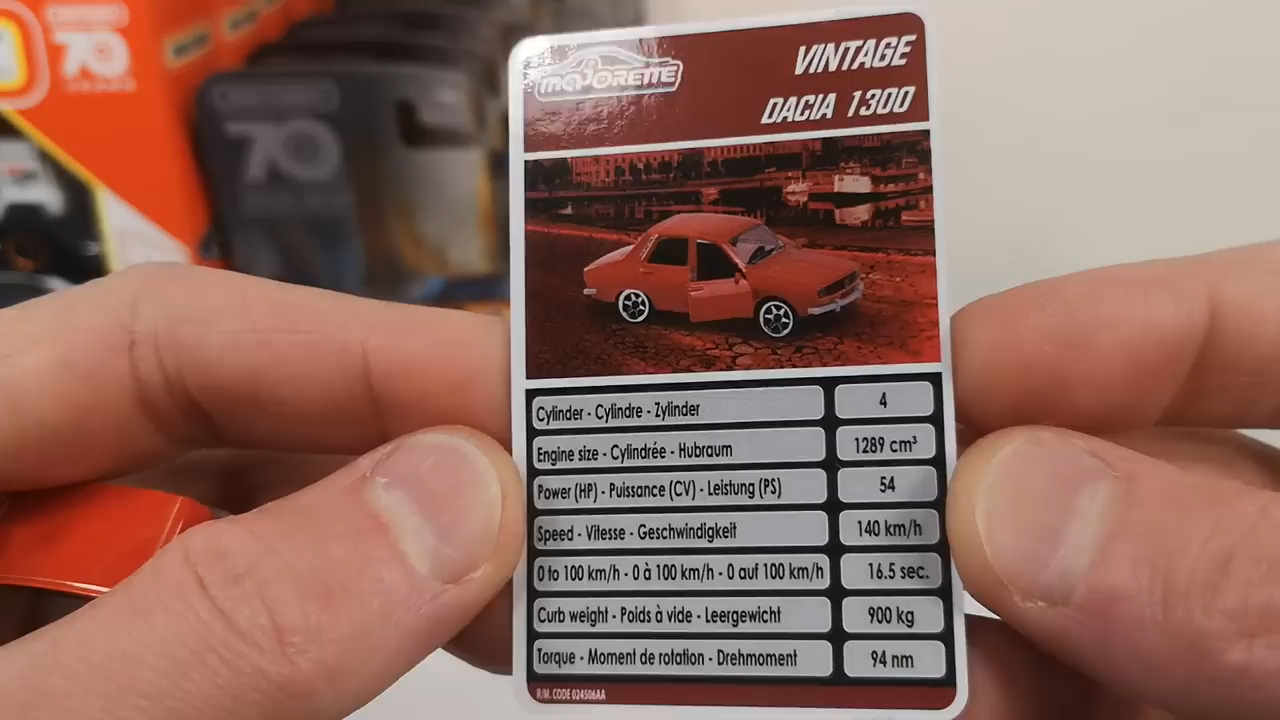 70
70
majORETTE
VINTAGE
DACIA 1300
Cylinder - Cylindre - Zylinder 4
Engine size - Cylindrée - Hubraum 1289 cm³
Power (HP) - Puissance (CV) - Leistung (PS) 54
Speed - Vitesse - Geschwindigkeit 140 km/h
0 to 100 km/h - 0 à 100 km/h - 0 auf 100 km/h 16.5 sec.
Curb weight - Poids à vide - Leergewicht 900 kg
Torque - Moment de rotation - Drehmoment 94 nm
R/M. CODE 024506AA